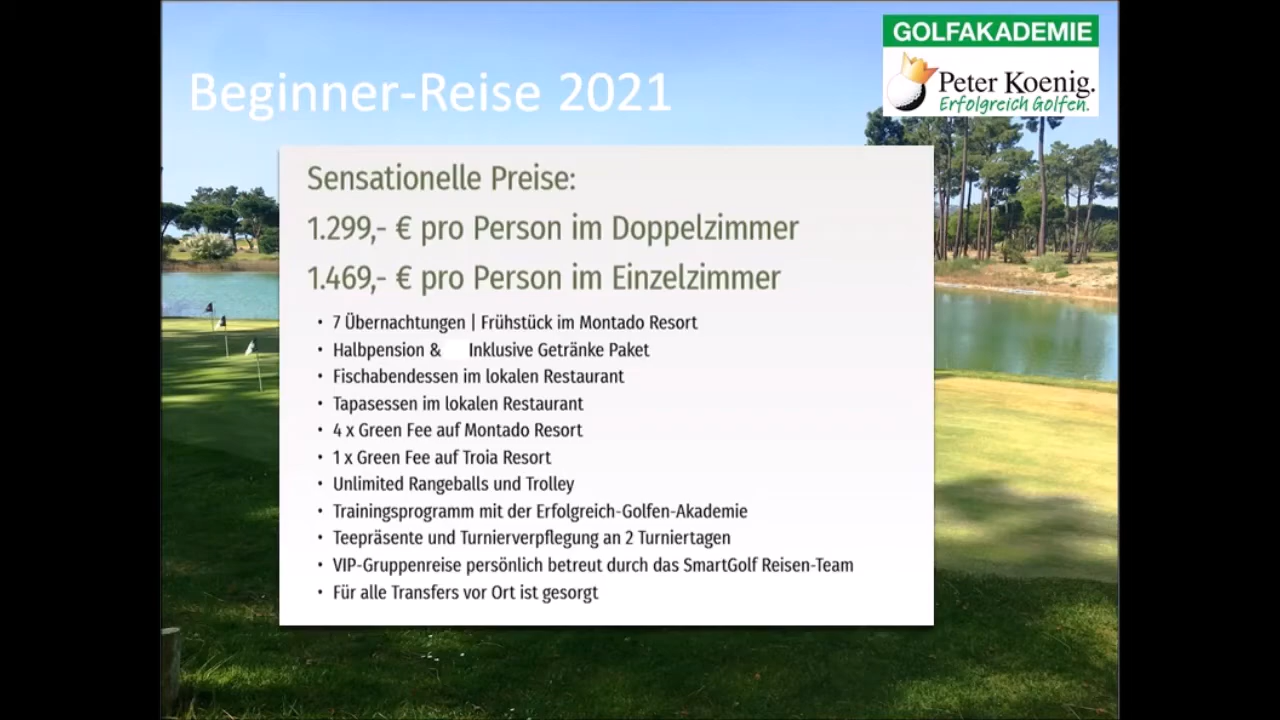 GOLFAKADEMIE
Peter Koenig.
Erfolgreich Golfen.
Beginner-Reise 2021
Sensationelle Preise:
1.299,- € pro Person im Doppelzimmer
1.469,- € pro Person im Einzelzimmer
• 7 Übernachtungen | Frühstück im Montado Resort
• Halbpension & Inklusive Getränke Paket
• Fischabendessen im lokalen Restaurant
• Tapasessen im lokalen Restaurant
• 4 x Green Fee auf Montado Resort
• 1 x Green Fee auf Troia Resort
• Unlimited Rangeballs und Trolley
• Trainingsprogramm mit der Erfolgreich-Golfen-Akademie
• Teepräsente und Turnierverpflegung an 2 Turniertagen
• VIP-Gruppenreise persönlich betreut durch das SmartGolf Reisen-Team
• Für alle Transfers vor Ort ist gesorgt